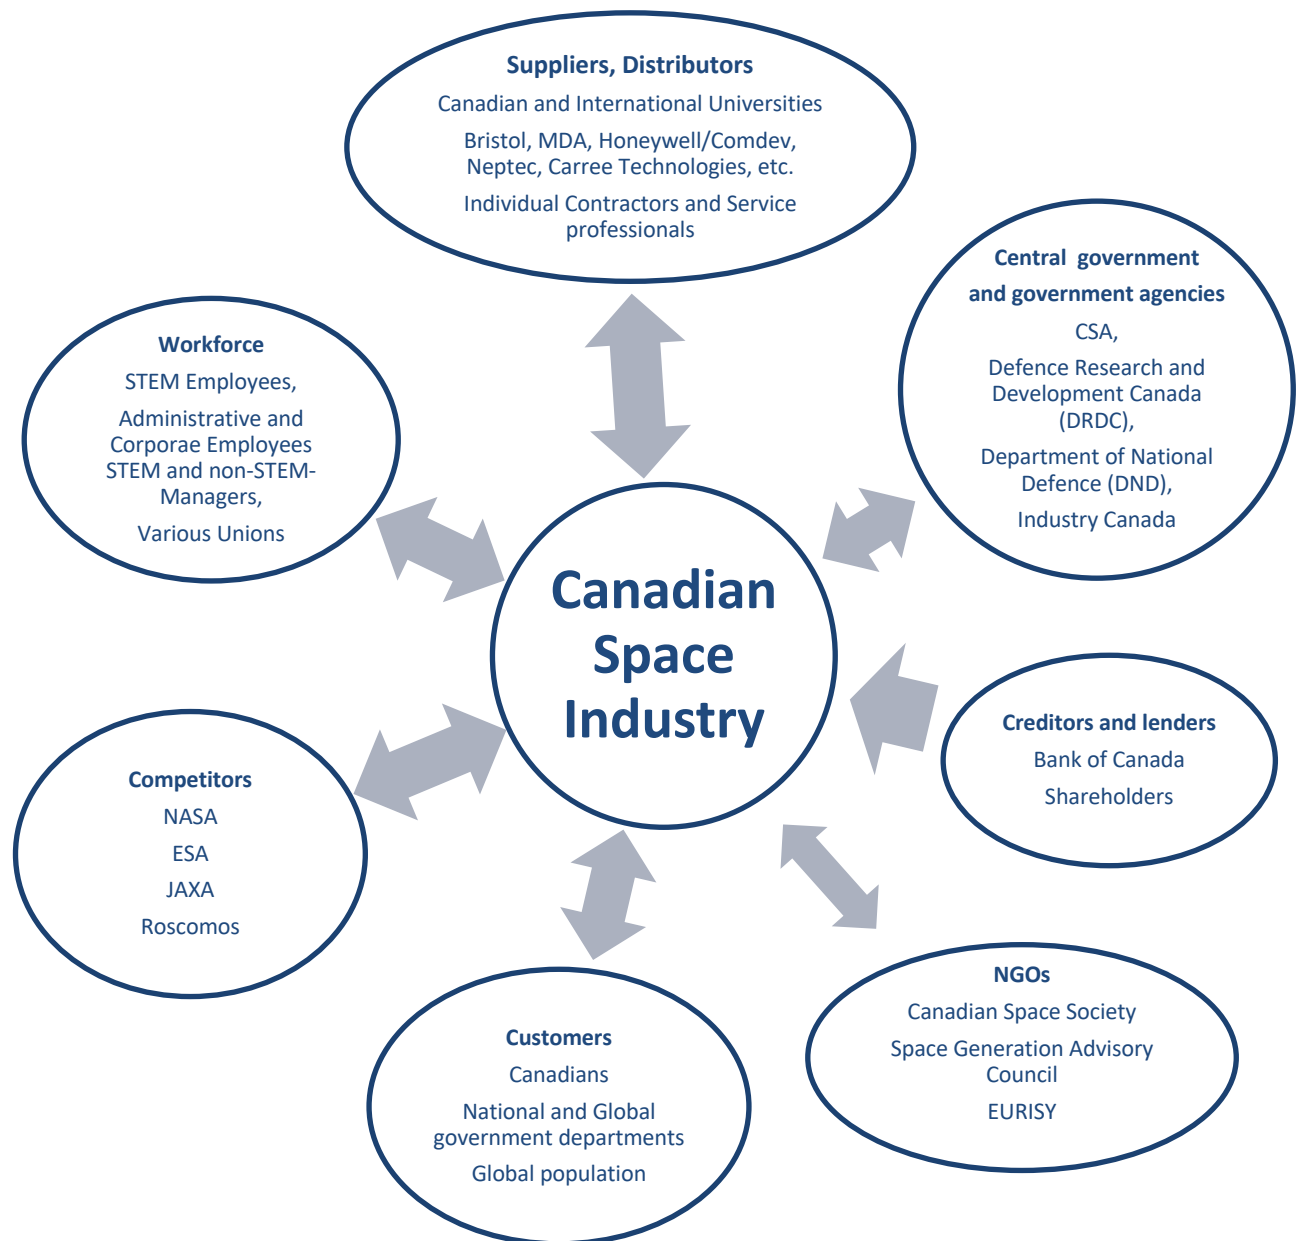 Suppliers, Distributors
Canadian and International Universities
Bristol, MDA, Honeywell/Comdev,
Neptec, Carree Technologies, etc.
Individual Contractors and Service
professionals
Central government
and government agencies
CSA,
Defence Research and
Development Canada
(DRDC),
Department of National
Defence (DND),
Industry Canada
Workforce
STEM Employees,
Administrative and
Corporae Employees
STEM and non-STEM-
Managers,
Various Unions
Canadian
Space
Industry
Creditors and lenders
Bank of Canada
Shareholders
Competitors
NASA
ESA
JAXA
Roscomos
NGOs
Canadian Space Society
Space Generation Advisory
Council
EURISY
Customers
Canadians
National and Global
government departments
Global population